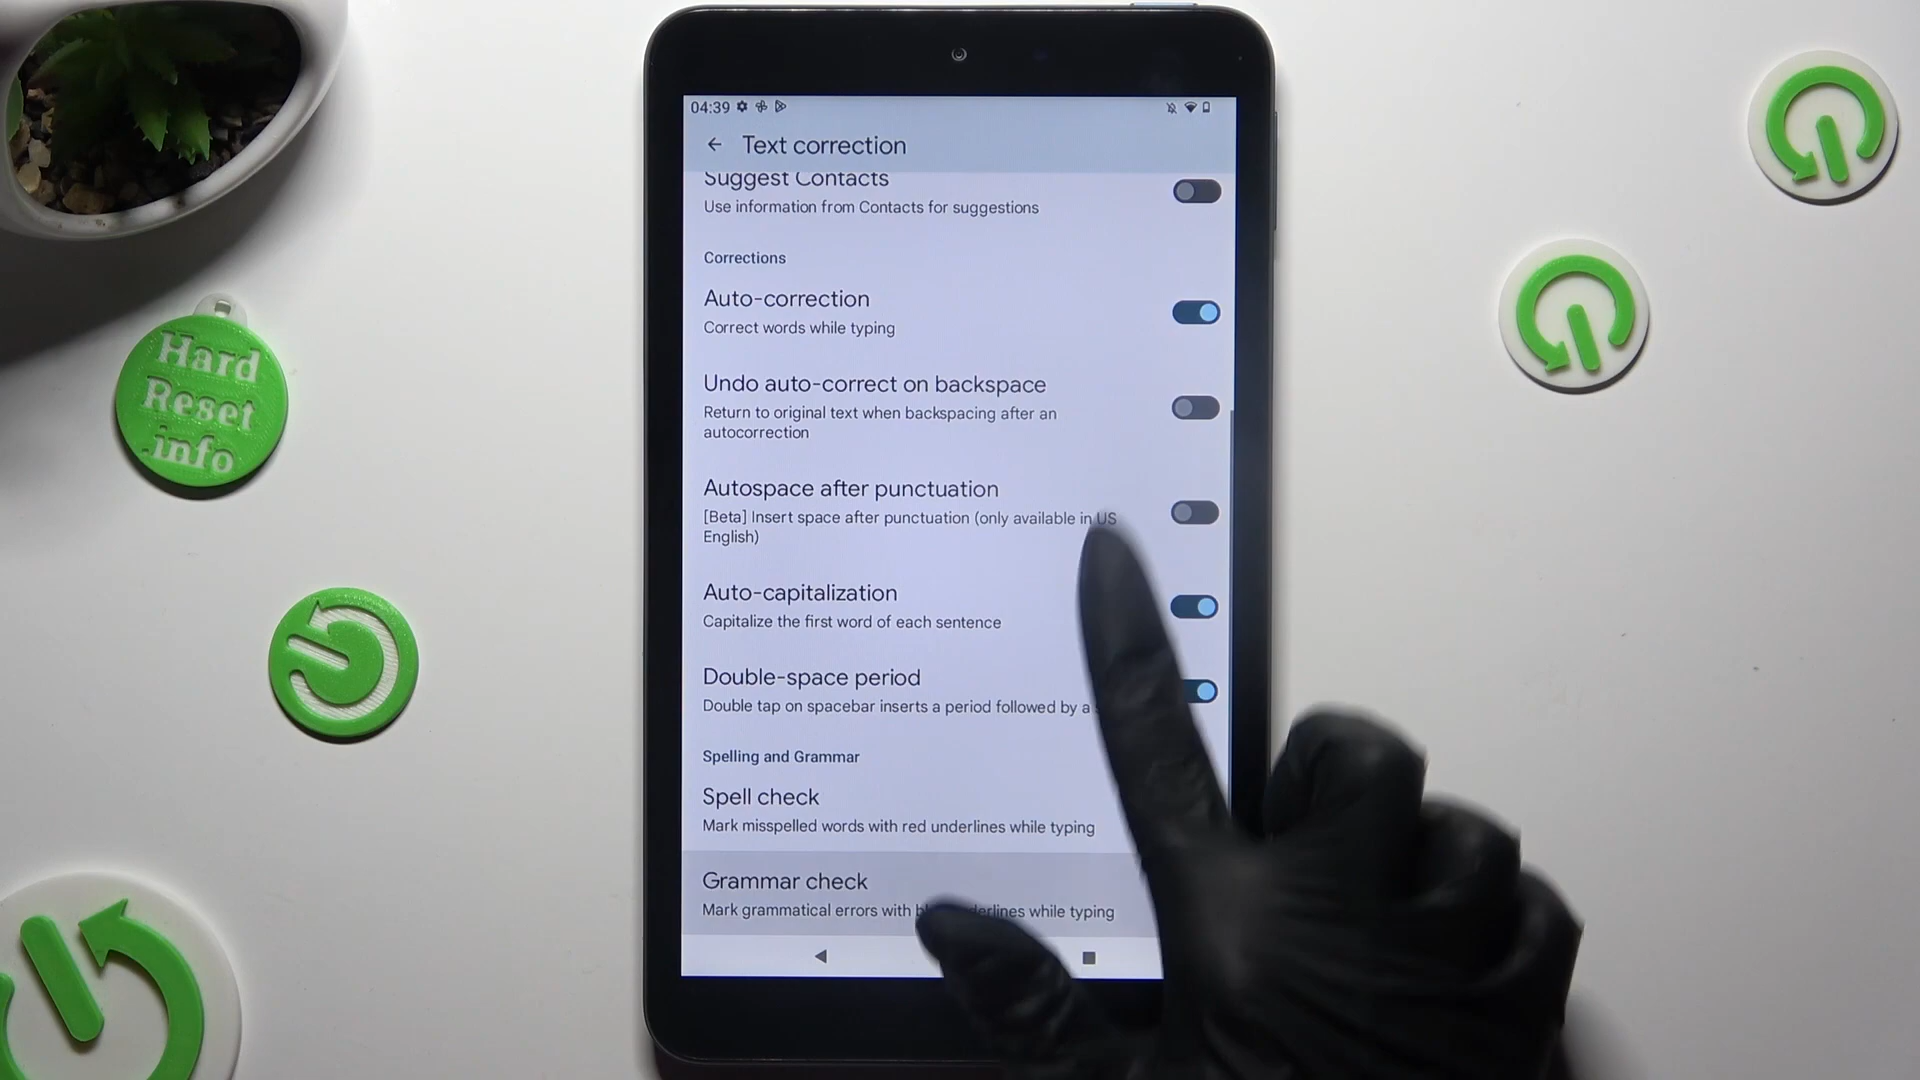 04:39
Text correction
Suggest Contacts
Use information from Contacts for suggestions
Corrections
Auto-correction
Correct words while typing
Undo auto-correct on backspace
Return to original text when backspacing after an
autocorrection
Autospace after punctuation
[Beta] Insert space after punctuation (only available in US
English)
Auto-capitalization
Capitalize the first word of each sentence
Double-space period
Double tap on spacebar inserts a period followed by a
Spelling and Grammar
Spell check
Mark misspelled words with red underlines while typing
Grammar check
Mark grammatical errors with while typing
Hard
Reset
.info